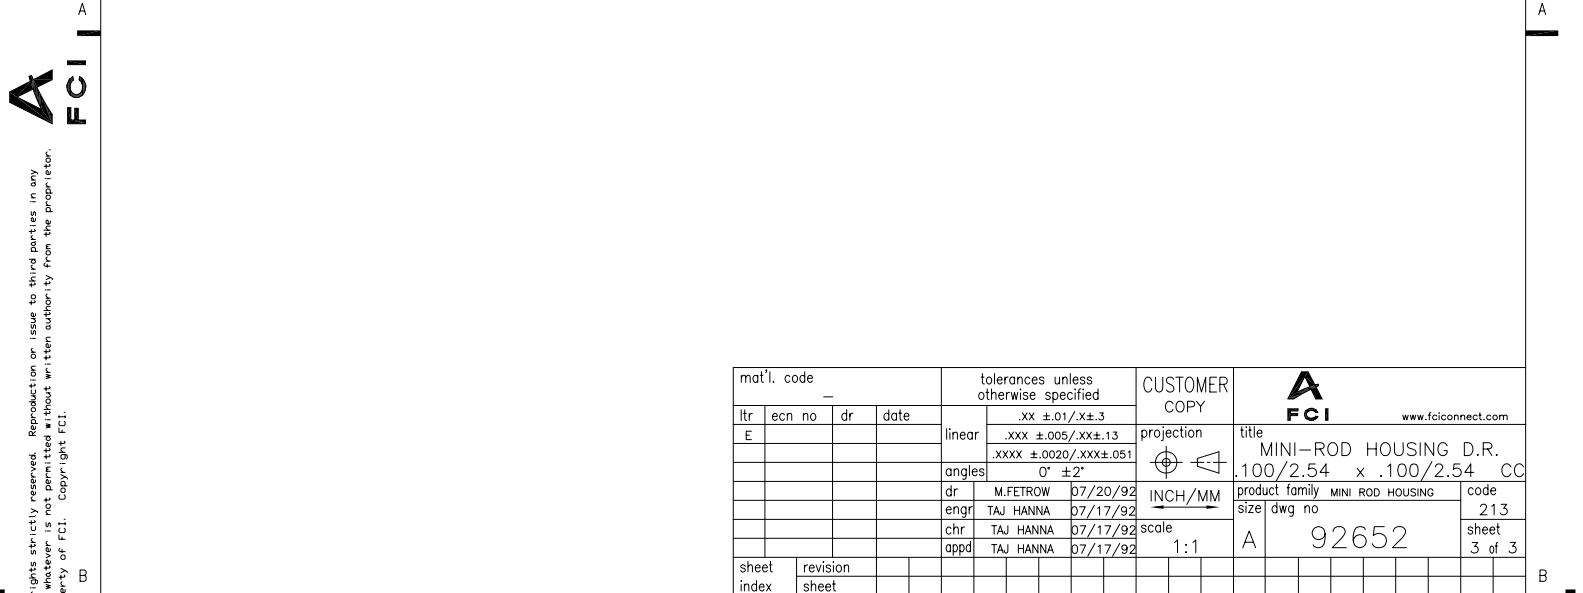 A
A
FCI
ights strictly reserved. Reproduction or issue to third parties in any
whatever is not permitted without written authority from the proprietor.
erty of FCI. Copyright FCI.
mat'l. code
–
tolerances unless
otherwise specified
CUSTOMER
COPY
FCI
www.fciconnect.com
ltr ecn no dr date
E
linear
.XX ±.01/.X±.3
.XXX ±.005/.XX±.13
.XXXX ±.0020/.XXX±.051
angles 0° ±2°
projection
title
MINI-ROD HOUSING D.R.
.100/2.54 x .100/2.54 CC
dr M.FETROW 07/20/92
engr TAJ HANNA 07/17/92
chr TAJ HANNA 07/17/92
appd TAJ HANNA 07/17/92
INCH/MM
scale
1:1
product family MINI ROD HOUSING
code
213
size
A
dwg no
92652
sheet
3 of 3
sheet
index
revision
sheet
B
B